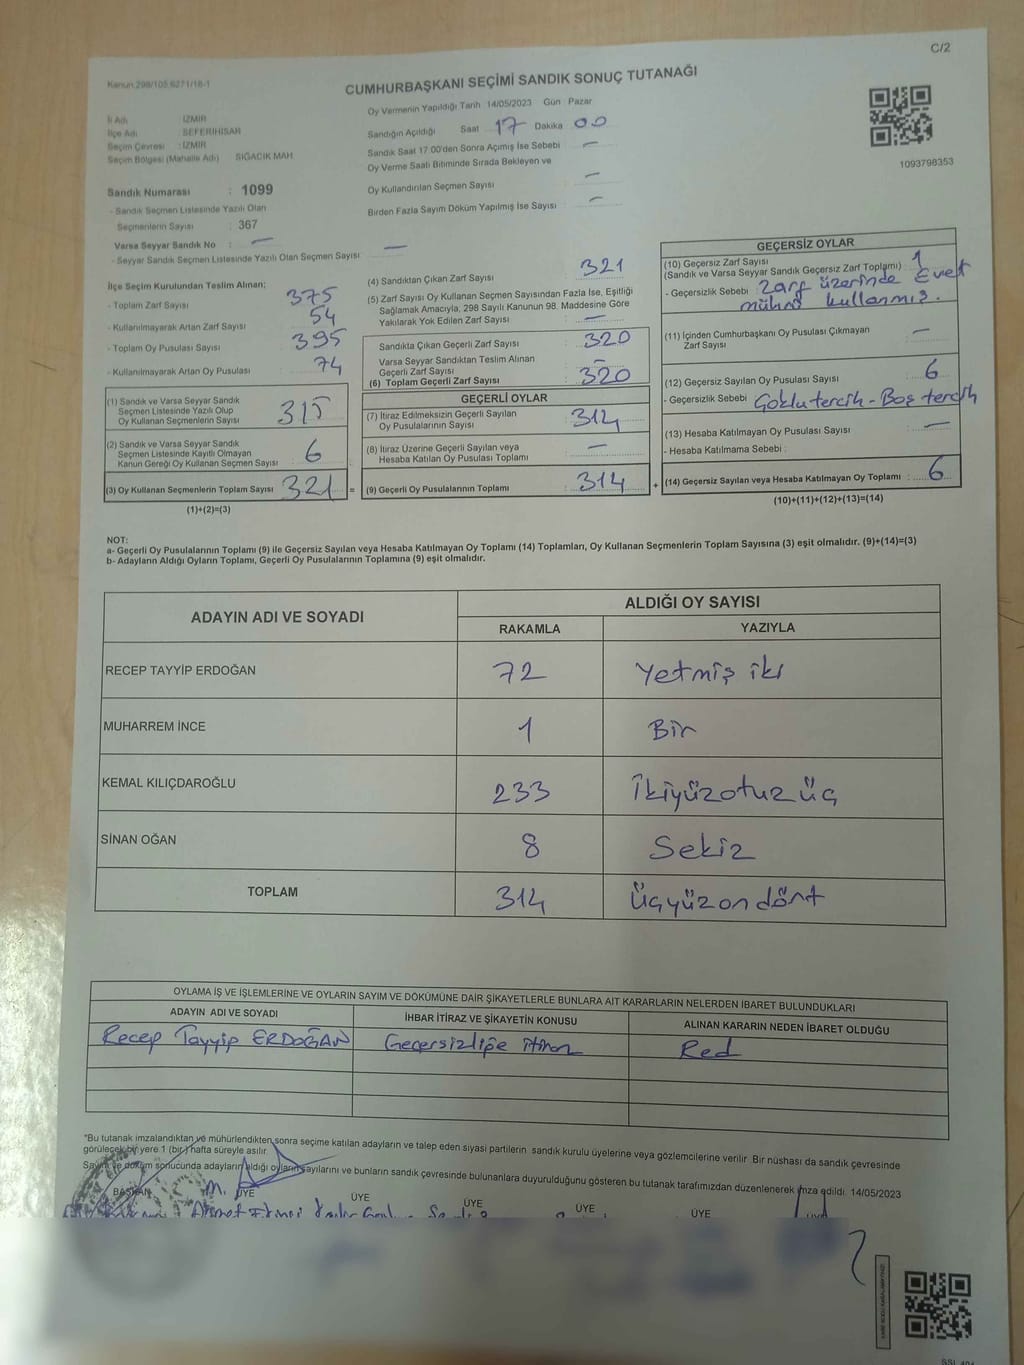 C/2
Kanun 298/105.6271/18-1
CUMHURBAŞKANI SEÇİMİ SANDIK SONUÇ TUTANAĞI
İl Adı İZMİR
İlçe Adı SEFERİHİSAR
Seçim Çevresi : İZMİR
Seçim Bölgesi (Mahalle Adı) SIĞACIK MAH
Sandık Numarası : 1099
- Sandık Seçmen Listesinde Yazılı Olan
Seçmenlerin Sayısı : 367
Varsa Seyyar Sandık No : —
- Seyyar Sandık Seçmen Listesinde Yazılı Olan Seçmen Sayısı : —
Oy Vermenin Yapıldığı Tarih 14/05/2023 Gün Pazar
Sandığın Açıldığı Saat 17 Dakika 00
Sandık Saat 17:00'den Sonra Açımış İse Sebebi —
Oy Verme Saati Bitiminde Sırada Bekleyen ve
Oy Kullandırılan Seçmen Sayısı : —
Birden Fazla Sayım Döküm Yapılmış İse Sayısı : —
1093798353
İlçe Seçim Kurulundan Teslim Alınan:
- Toplam Zarf Sayısı 375
- Kullanılmayarak Artan Zarf Sayısı 54
- Toplam Oy Pusulası Sayısı 395
- Kullanılmayarak Artan Oy Pusulası 74
(1) Sandık ve Varsa Seyyar Sandık
Seçmen Listesinde Yazılı Olup
Oy Kullanan Seçmenlerin Sayısı 315
(2) Sandık ve Varsa Seyyar Sandık
Seçmen Listesinde Kayıtlı Olmayan
Kanun Gereği Oy Kullanan Seçmen Sayısı 6
(3) Oy Kullanan Seçmenlerin Toplam Sayısı 321 =
(1)+(2)=(3)
(4) Sandıktan Çıkan Zarf Sayısı 321
(5) Zarf Sayısı Oy Kullanan Seçmen Sayısından Fazla İse, Eşitliği
Sağlamak Amacıyla, 298 Sayılı Kanunun 98. Maddesine Göre
Yakılarak Yok Edilen Zarf Sayısı : —
Sandıkta Çıkan Geçerli Zarf Sayısı : 320
Varsa Seyyar Sandıktan Teslim Alınan
Geçerli Zarf Sayısı : —
(6) Toplam Geçerli Zarf Sayısı : 320
GEÇERLİ OYLAR
(7) İtiraz Edilmeksizin Geçerli Sayılan
Oy Pusulalarının Sayısı : 314
(8) İtiraz Üzerine Geçerli Sayılan veya
Hesaba Katılan Oy Pusulası Toplamı : —
(9) Geçerli Oy Pusulalarının Toplamı : 314 +
GEÇERSİZ OYLAR
(10) Geçersiz Zarf Sayısı 1
(Sandık ve Varsa Seyyar Sandık Geçersiz Zarf Toplamı) :
- Geçersizlik Sebebi Zarf üzerinde Evet
mührü kullanmış.
(11) İçinden Cumhurbaşkanı Oy Pusulası Çıkmayan
Zarf Sayısı : —
(12) Geçersiz Sayılan Oy Pusulası Sayısı : 6
- Geçersizlik Sebebi Çoklu tercih - Boş tercih
(13) Hesaba Katılmayan Oy Pusulası Sayısı : —
- Hesaba Katılmama Sebebi :
(14) Geçersiz Sayılan veya Hesaba Katılmayan Oy Toplamı : 6
(10)+(11)+(12)+(13)=(14)
NOT:
a- Geçerli Oy Pusulalarının Toplamı (9) ile Geçersiz Sayılan veya Hesaba Katılmayan Oy Toplamı (14) Toplamları, Oy Kullanan Seçmenlerin Toplam Sayısına (3) eşit olmalıdır. (9)+(14)=(3)
b- Adayların Aldığı Oyların Toplamı, Geçerli Oy Pusulalarının Toplamına (9) eşit olmalıdır.
ADAYIN ADI VE SOYADI ALDIĞI OY SAYISI
RAKAMLA YAZIYLA
RECEP TAYYİP ERDOĞAN 72 Yetmiş iki
MUHARREM İNCE 1 Bir
KEMAL KILIÇDAROĞLU 233 İkiyüzotuz üç
SİNAN OĞAN 8 Sekiz
TOPLAM 314 Üçyüz on dört
OYLAMA İŞ VE İŞLEMLERİNE VE OYLARIN SAYIM VE DÖKÜMÜNE DAİR ŞİKAYETLERLE BUNLARA AİT KARARLARIN NELERDEN İBARET BULUNDUKLARI
ADAYIN ADI VE SOYADI İHBAR İTİRAZ VE ŞİKAYETİN KONUSU ALINAN KARARIN NEDEN İBARET OLDUĞU
Recep Tayyip ERDOĞAN Geçersizliğe itiraz Red
*Bu tutanak imzalandıktan ve mühürlendikten sonra seçime katılan adayların ve talep eden siyasi partilerin sandık kurulu üyelerine veya gözlemcilerine verilir. Bir nüshası da sandık çevresinde
görülecek bir yere 1 (bir) hafta süreyle asılır.
Sayım ve döküm sonucunda adayların aldığı oyların sayılarını ve bunların sandık çevresinde bulunanlara duyurulduğunu gösteren bu tutanak tarafımızdan düzenlenerek imza edildi. 14/05/2023
BAŞKAN ÜYE ÜYE ÜYE ÜYE ÜYE ÜYE